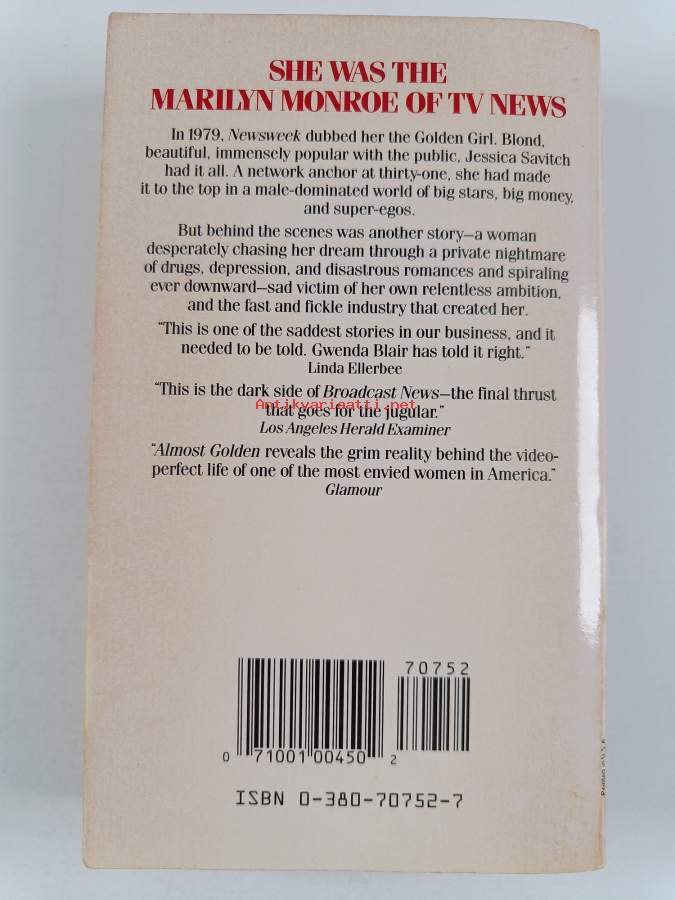 SHE WAS THE
MARILYN MONROE OF TV NEWS
In 1979, Newsweek dubbed her the Golden Girl. Blond,
beautiful, immensely popular with the public, Jessica Savitch
had it all. A network anchor at thirty-one, she had made
it to the top in a male-dominated world of big stars, big money,
and super-egos.
But behind the scenes was another story—a woman
desperately chasing her dream through a private nightmare
of drugs, depression, and disastrous romances and spiraling
ever downward—sad victim of her own relentless ambition,
and the fast and fickle industry that created her.
"This is one of the saddest stories in our business, and it
needed to be told. Gwenda Blair has told it right."
Linda Ellerbee
"This is the dark side of Broadcast News—the final thrust
Antikvariaatti.net
that goes for the jugular."
Los Angeles Herald Examiner
"Almost Golden reveals the grim reality behind the video-
perfect life of one of the most envied women in America."
Glamour
70752
0 71001 00450 2
ISBN 0-380-70752-7
Printed in U.S.A.